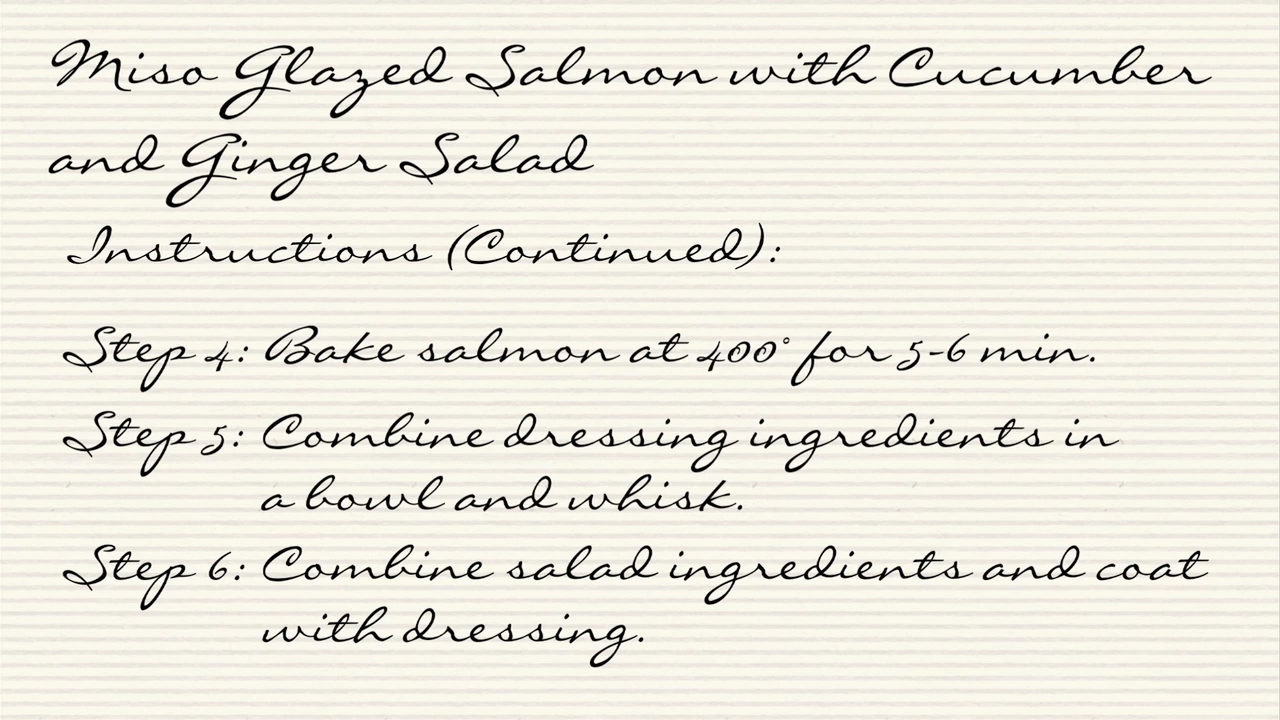 Miso Glazed Salmon with Cucumber
and Ginger Salad
Instructions (Continued):
Step 4: Bake salmon at 400° for 5-6 min.
Step 5: Combine dressing ingredients in
a bowl and whisk.
Step 6: Combine salad ingredients and coat
with dressing.